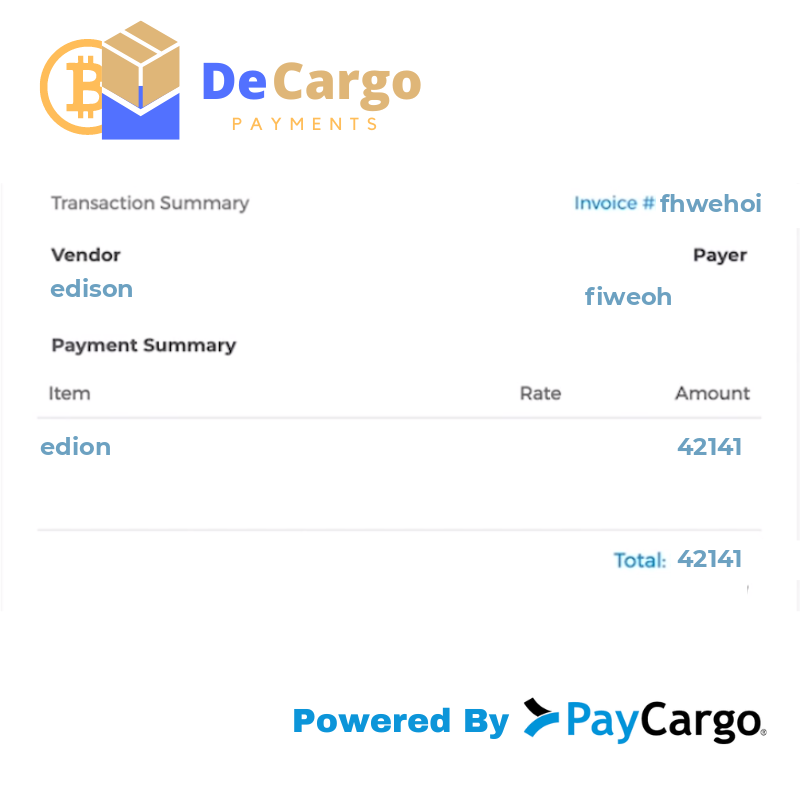 DeCargo
PAYMENTS
Transaction Summary Invoice # fhwehoi
Vendor Payer
edison fiweoh
Payment Summary
Item Rate Amount
edion 42141
Total: 42141
Powered By PayCargo®